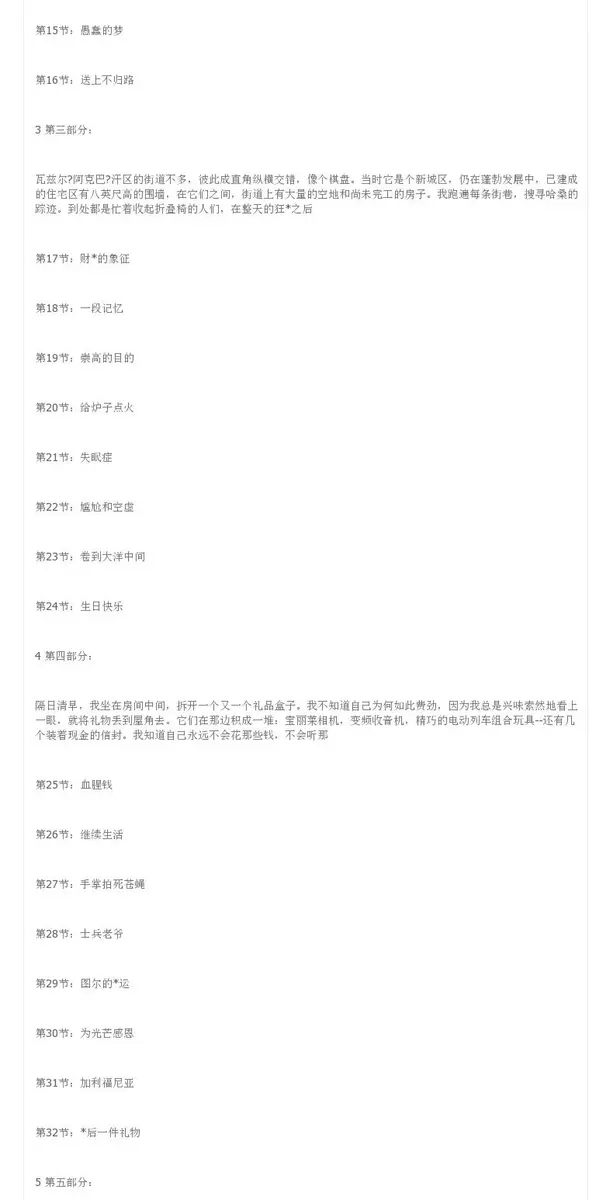 第15节：愚蠢的梦
第16节：送上不归路
3 第三部分：
瓦兹尔?阿克巴?汗区的街道不多，彼此成直角纵横交错，像个棋盘。当时它是个新城区，仍在蓬勃发展中，已建成
的住宅区有八英尺高的围墙，在它们之间，街道上有大量的空地和尚未完工的房子。我跑遍每条街巷，搜寻哈桑的
踪迹。到处都是忙着收起折叠椅的人们，在整天的狂*之后
第17节：财*的象征
第18节：一段记忆
第19节：崇高的目的
第20节：给炉子点火
第21节：失眠症
第22节：尴尬和空虚
第23节：卷到大洋中间
第24节：生日快乐
4 第四部分：
隔日清早，我坐在房间中间，拆开一个又一个礼品盒子。我不知道自己为何如此费劲，因为我总是兴味索然地看上
一眼，就将礼物丢到屋角去。它们在那边积成一堆：宝丽莱相机，变频收音机，精巧的电动列车组合玩具--还有几
个装着现金的信封。我知道自己永远不会花那些钱，不会听那
第25节：血腥钱
第26节：继续生活
第27节：手掌拍死苍蝇
第28节：士兵老爷
第29节：图尔的*运
第30节：为光芒感恩
第31节：加利福尼亚
第32节：*后一件礼物
5 第五部分：